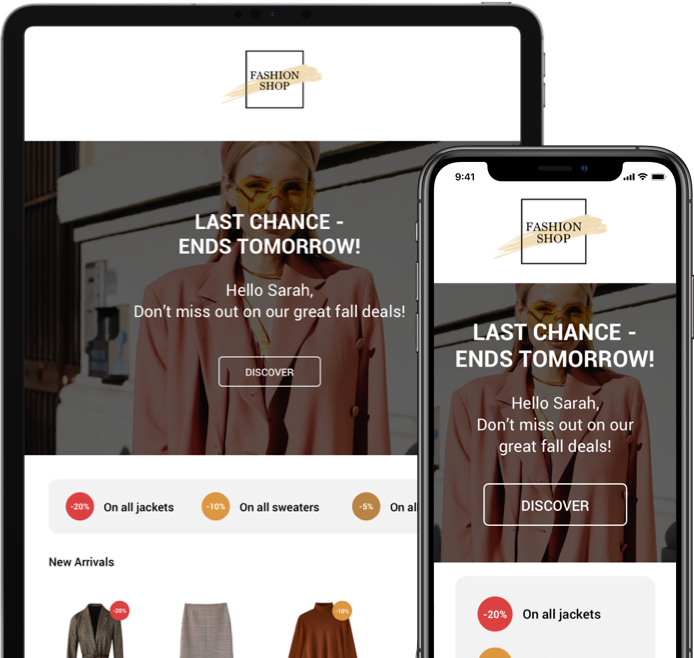 FASHION
SHOP
LAST CHANCE -
ENDS TOMORROW!
Hello Sarah,
Don't miss out on our great fall deals!
DISCOVER
-20% On all jackets
-10% On all sweaters
-5% On al
New Arrivals
-20%
-10%
9:41
FASHION
SHOP
LAST CHANCE -
ENDS TOMORROW!
Hello Sarah,
Don't miss out on our
great fall deals!
DISCOVER
-20% On all jackets